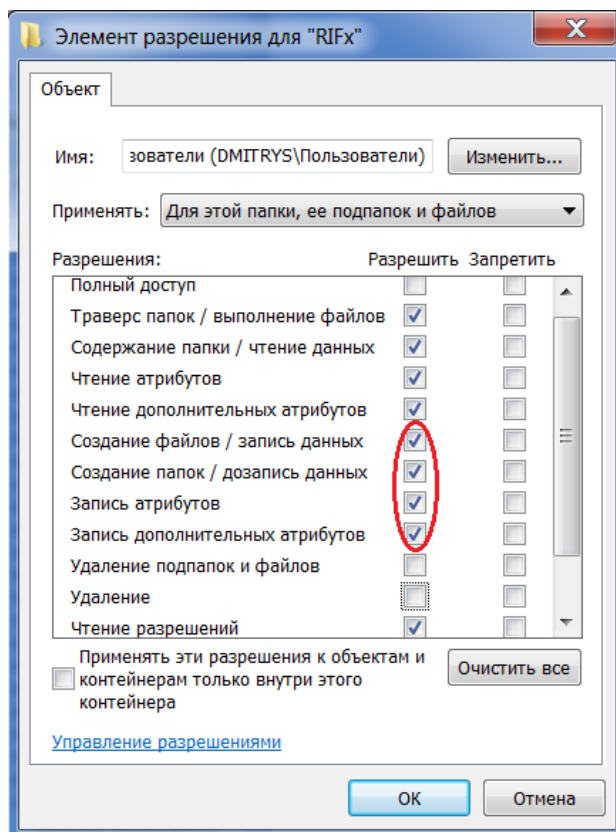 Элемент разрешения для "RIFx"
Объект
Имя: зователи (DMITRYS\Пользователи) Изменить...
Применять: Для этой папки, ее подпапок и файлов
Разрешения: Разрешить Запретить
Полный доступ
Траверс папок / выполнение файлов
Содержание папки / чтение данных
Чтение атрибутов
Чтение дополнительных атрибутов
Создание файлов / запись данных
Создание папок / дозапись данных
Запись атрибутов
Запись дополнительных атрибутов
Удаление подпапок и файлов
Удаление
Чтение разрешений
Применять эти разрешения к объектам и
контейнерам только внутри этого
контейнера
Очистить все
Управление разрешениями
ОК Отмена